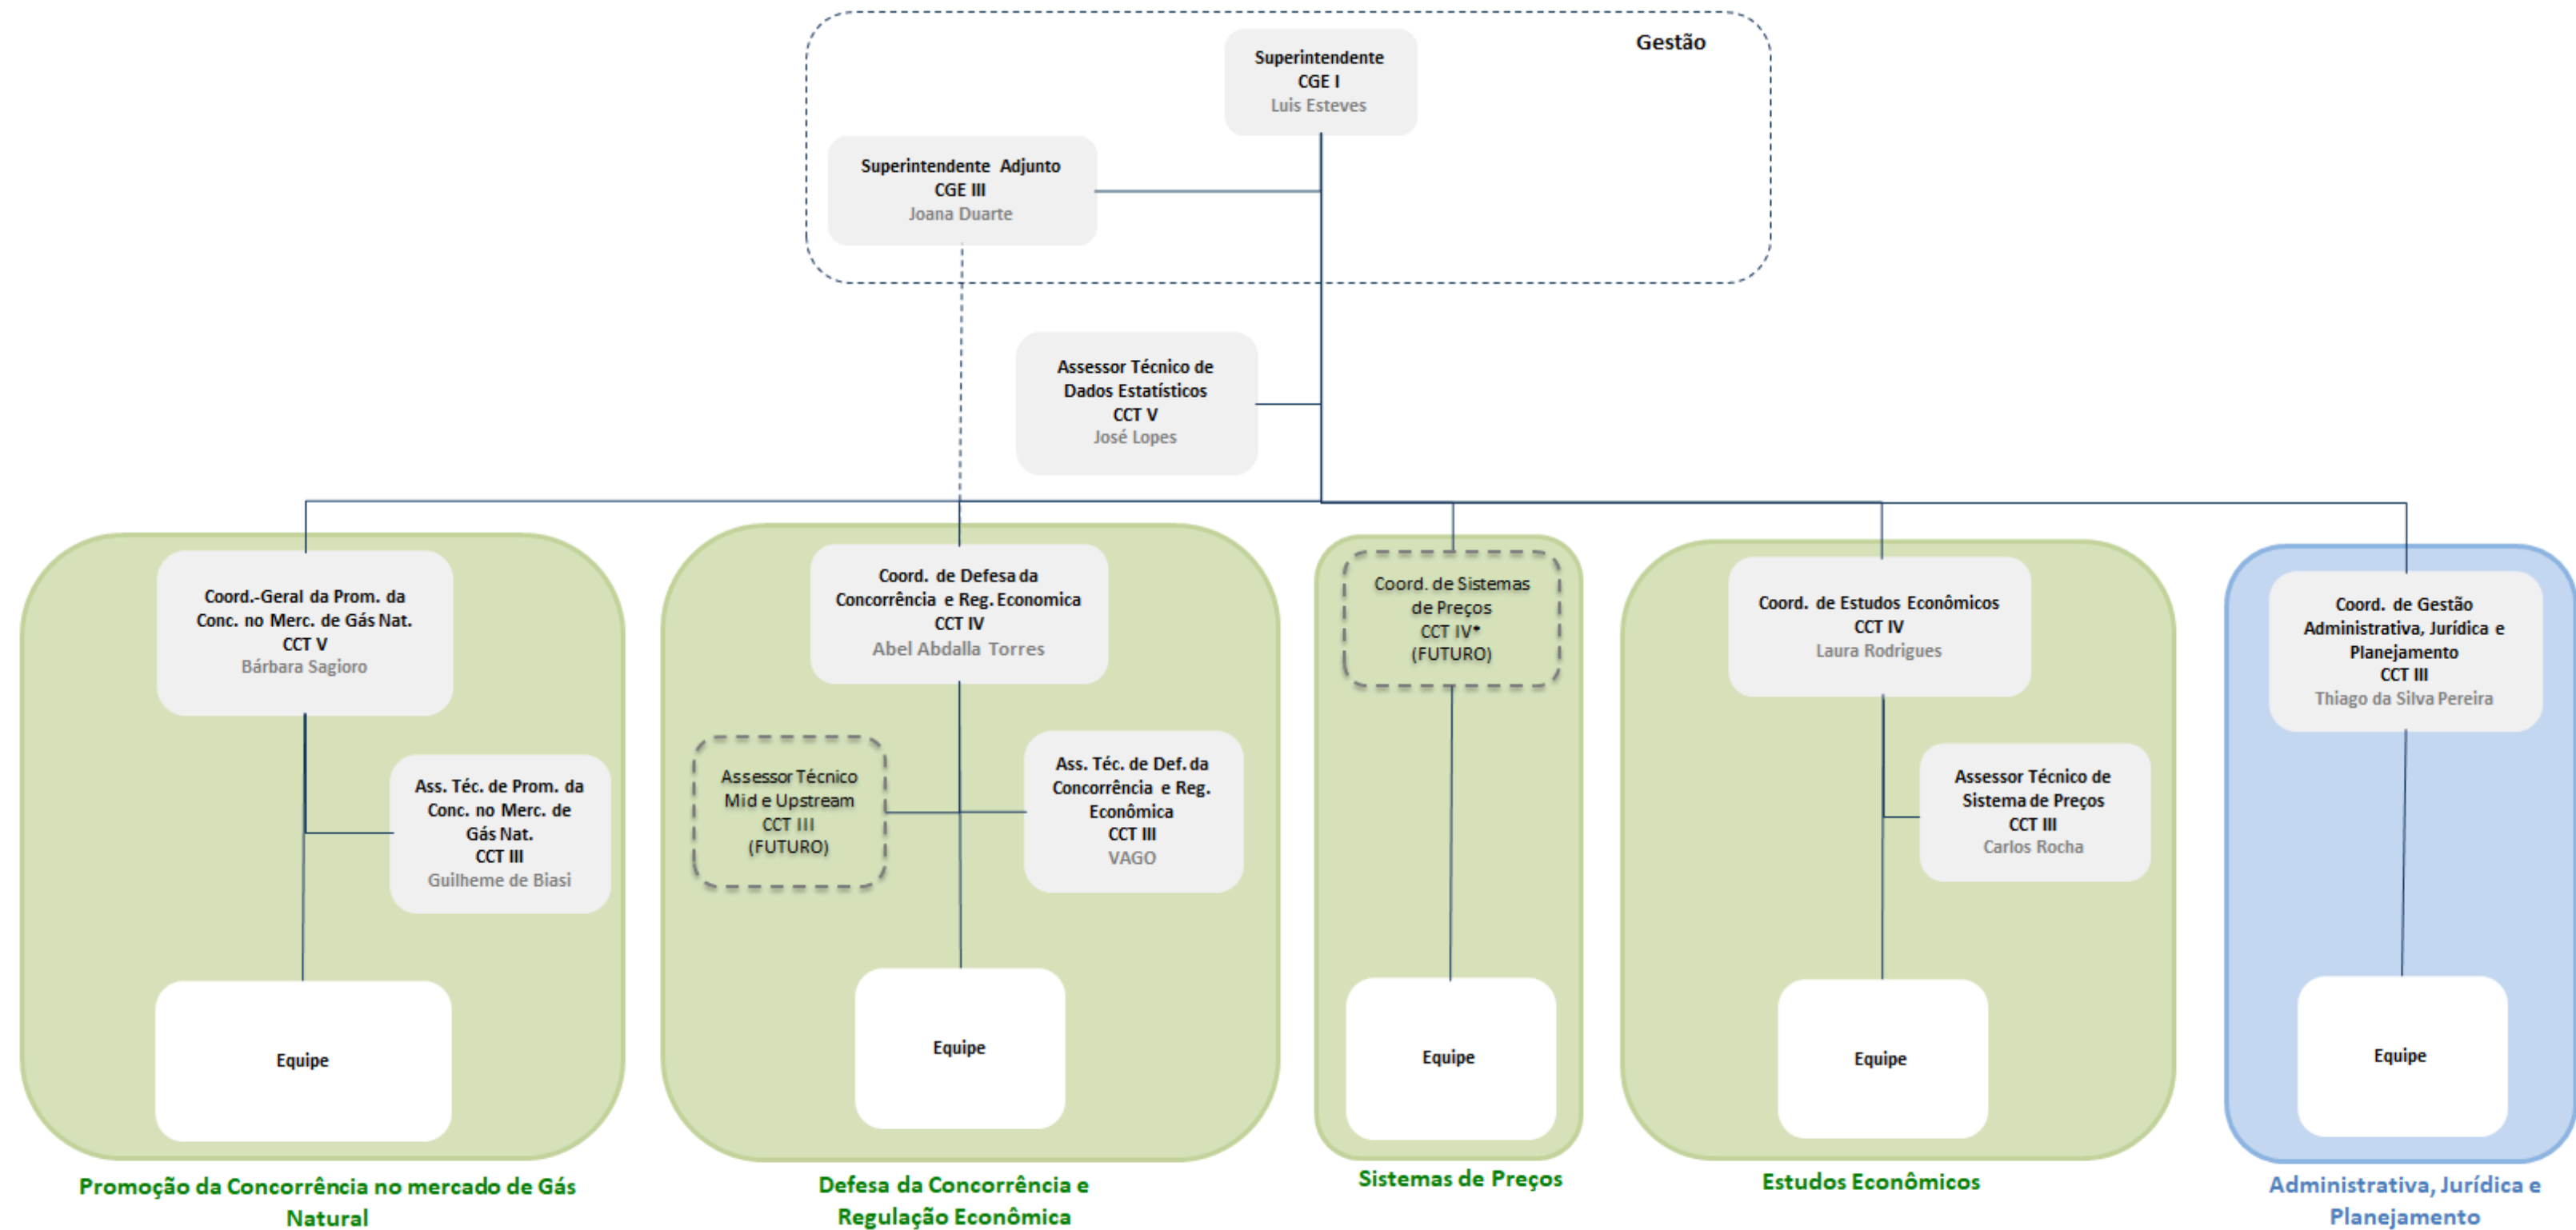 Gestão
Superintendente
CGE I
Luis Esteves
Superintendente Adjunto
CGE III
Joana Duarte
Assessor Técnico de
Dados Estatísticos
CCT V
José Lopes
Coord.-Geral da Prom. da
Conc. no Merc. de Gás Nat.
CCT V
Bárbara Sagioro
Ass. Téc. de Prom. da
Conc. no Merc. de
Gás Nat.
CCT III
Guilheme de Biasi
Equipe
Promoção da Concorrência no mercado de Gás
Natural
Coord. de Defesa da
Concorrência e Reg. Economica
CCT IV
Abel Abdalla Torres
Assessor Técnico
Mid e Upstream
CCT III
(FUTURO)
Ass. Téc. de Def. da
Concorrência e Reg.
Econômica
CCT III
VAGO
Equipe
Defesa da Concorrência e
Regulação Econômica
Coord. de Sistemas
de Preços
CCT IV*
(FUTURO)
Equipe
Sistemas de Preços
Coord. de Estudos Econômicos
CCT IV
Laura Rodrigues
Assessor Técnico de
Sistema de Preços
CCT III
Carlos Rocha
Equipe
Estudos Econômicos
Coord. de Gestão
Administrativa, Jurídica e
Planejamento
CCT III
Thiago da Silva Pereira
Equipe
Administrativa, Jurídica e
Planejamento